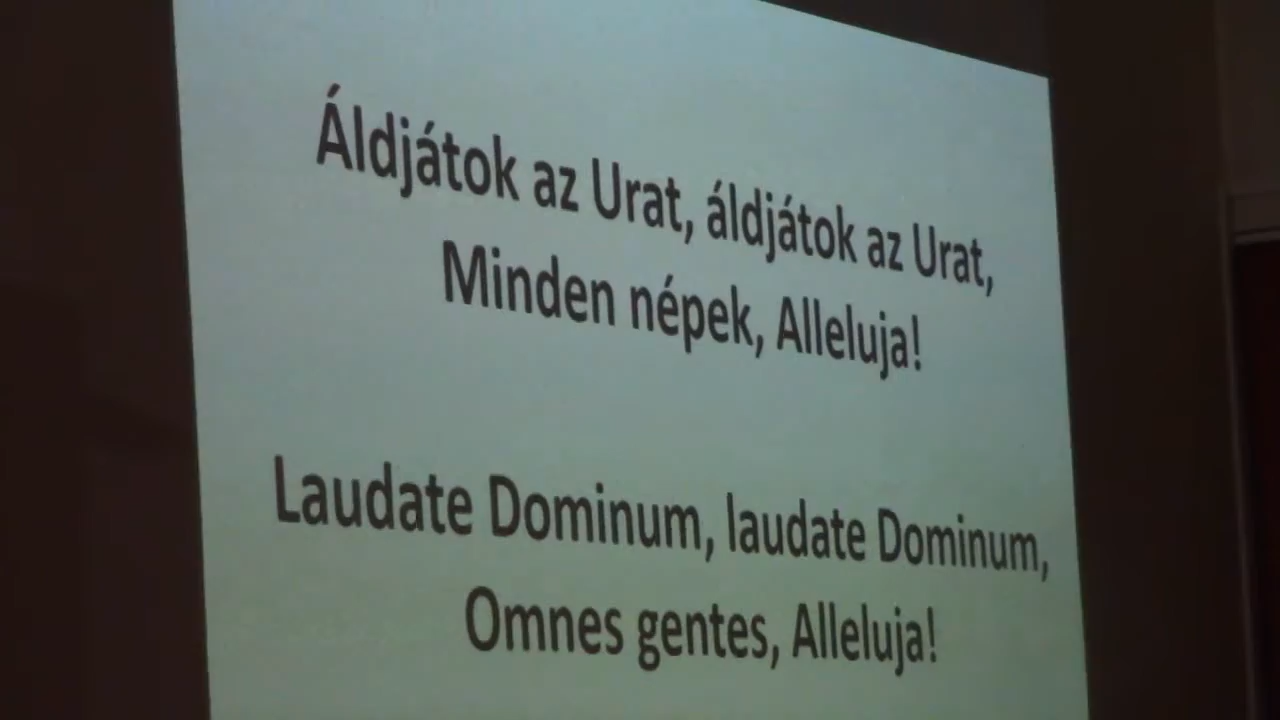 Áldjátok az Urat, áldjátok az Urat,
Minden népek, Alleluja!
Laudate Dominum, laudate Dominum,
Omnes gentes, Alleluja!